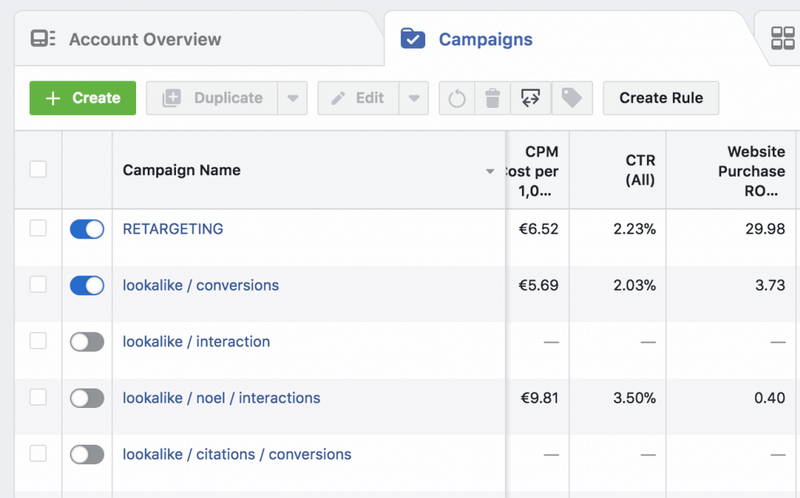 Account Overview
Campaigns
+ Create
Duplicate
Edit
Create Rule
Campaign Name
CPM
Cost per
1,0...
CTR
(All)
Website
Purchase
RO...
RETARGETING €6.52 2.23% 29.98
lookalike / conversions €5.69 2.03% 3.73
lookalike / interaction — — —
lookalike / noel / interactions €9.81 3.50% 0.40
lookalike / citations / conversions — — —